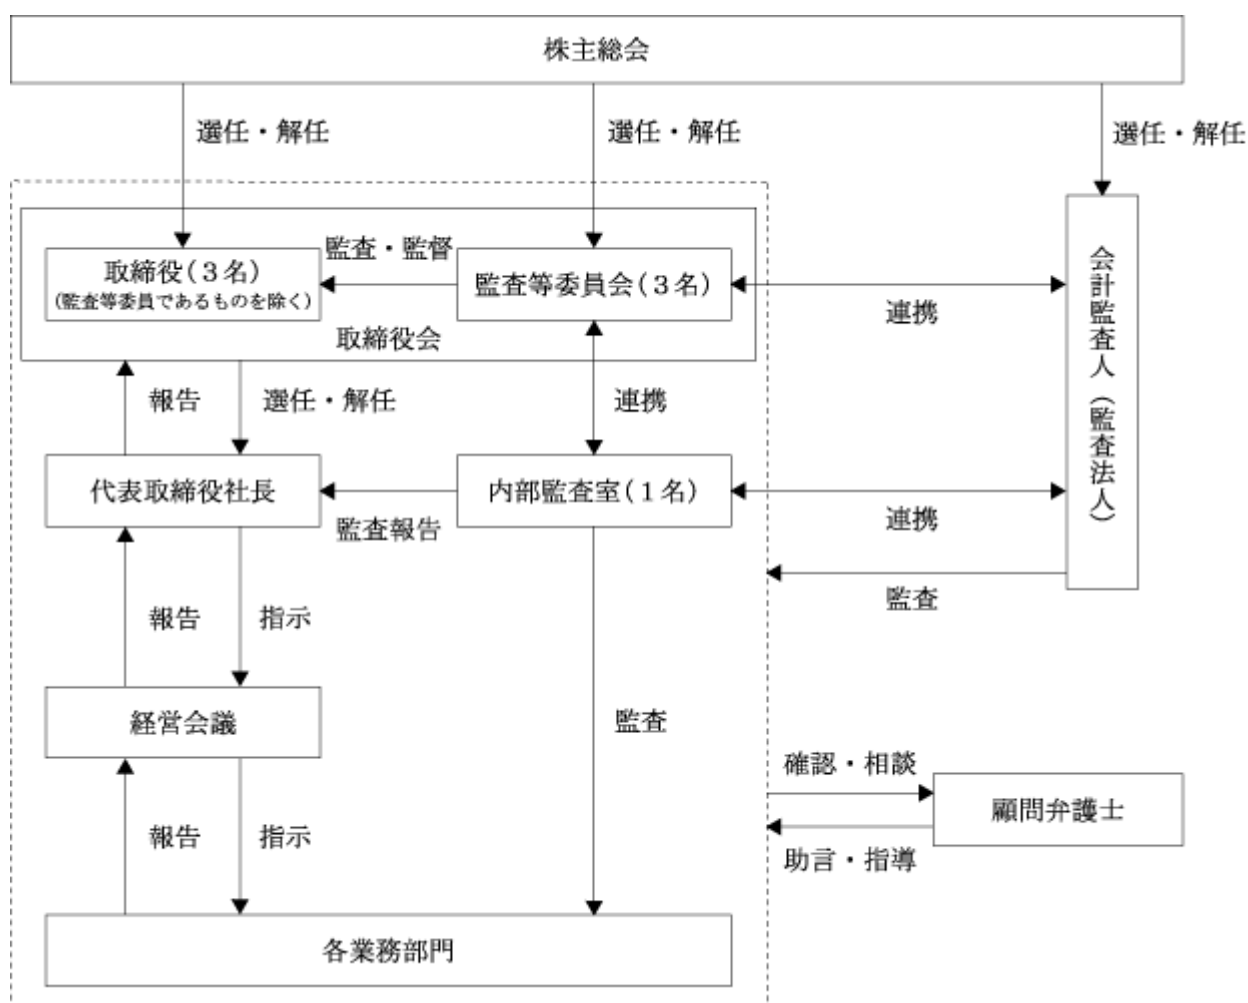 株主総会
選任・解任
選任・解任
選任・解任
監査・監督
取締役(3名)
(監査等委員であるものを除く)
監査等委員会(3名)
取締役会
連携
会計監査人(監査法人)
報告
選任・解任
連携
代表取締役社長
内部監査室(1名)
監査報告
連携
監査
報告
指示
経営会議
監査
確認・相談
顧問弁護士
助言・指導
報告
指示
各業務部門